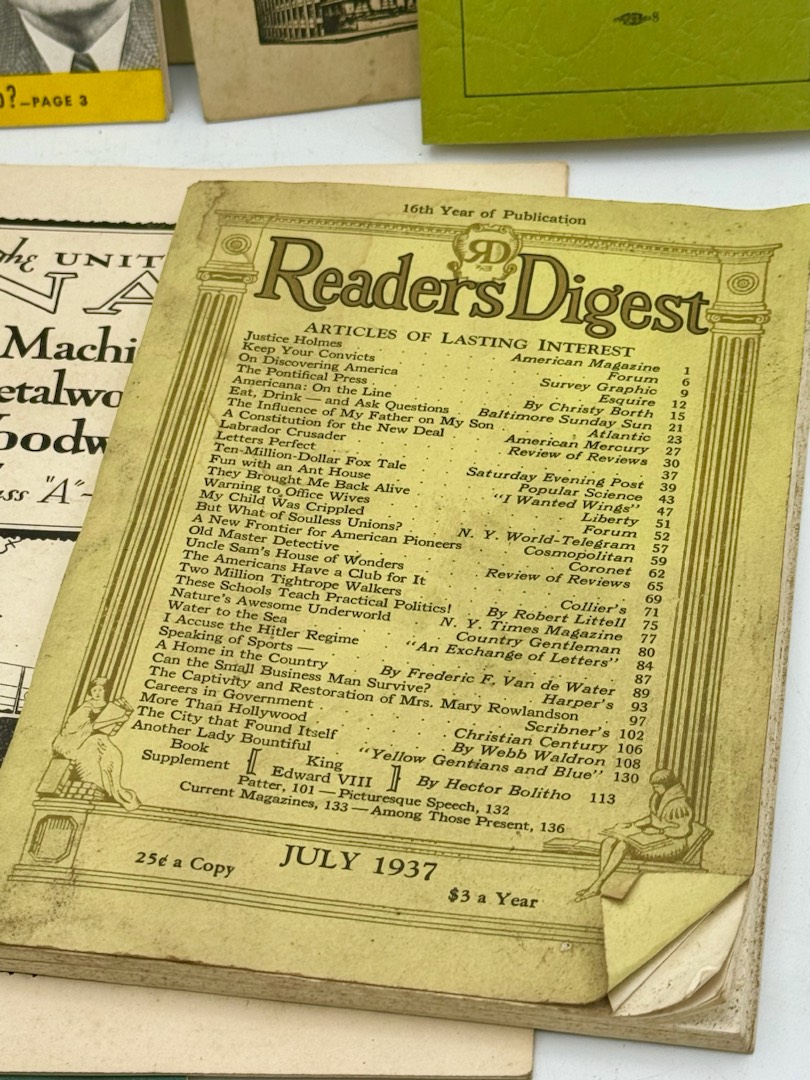 ?—PAGE 3
8
the UNIT
NA
Machi
etalwo
oodw
ss "A"-
16th Year of Publication
RD
Readers Digest
ARTICLES OF LASTING INTEREST
Justice Holmes . . . American Magazine 1
Keep Your Convicts . . . Forum 6
On Discovering America . . . Survey Graphic 9
The Pontifical Press . . . Esquire 12
Americana: On the Line . . . By Christy Borth 15
Eat, Drink — and Ask Questions . Baltimore Sunday Sun 21
The Influence of My Father on My Son . . . Atlantic 23
A Constitution for the New Deal . . . American Mercury 27
Labrador Crusader . . . Review of Reviews 30
Letters Perfect . . . 37
Ten-Million-Dollar Fox Tale . . . Saturday Evening Post 39
Fun with an Ant House . . . Popular Science 43
They Brought Me Back Alive . . . "I Wanted Wings" 47
Warning to Office Wives . . . Liberty 51
My Child Was Crippled . . . Forum 52
But What of Soulless Unions? . . . N. Y. World-Telegram 57
A New Frontier for American Pioneers . . . Cosmopolitan 59
Old Master Detective . . . Coronet 62
Uncle Sam's House of Wonders . . . Review of Reviews 65
The Americans Have a Club for It . . . 69
Two Million Tightrope Walkers . . . Collier's 71
These Schools Teach Practical Politics! . . . By Robert Littell 75
Nature's Awesome Underworld . . . N. Y. Times Magazine 77
Water to the Sea . . . Country Gentleman 80
I Accuse the Hitler Regime . . . "An Exchange of Letters" 84
Speaking of Sports — . . . 87
A Home in the Country . . . By Frederic F. Van de Water 89
Can the Small Business Man Survive? . . . Harper's 93
The Captivity and Restoration of Mrs. Mary Rowlandson . 97
Careers in Government . . . Scribner's 102
More Than Hollywood . . . Christian Century 106
The City that Found Itself . . . By Webb Waldron 108
Another Lady Bountiful . . . "Yellow Gentians and Blue" 130
Book Supplement [ King Edward VIII ] By Hector Bolitho 113
Patter, 101 — Picturesque Speech, 132
Current Magazines, 133 — Among Those Present, 136
25¢ a Copy JULY 1937 $3 a Year